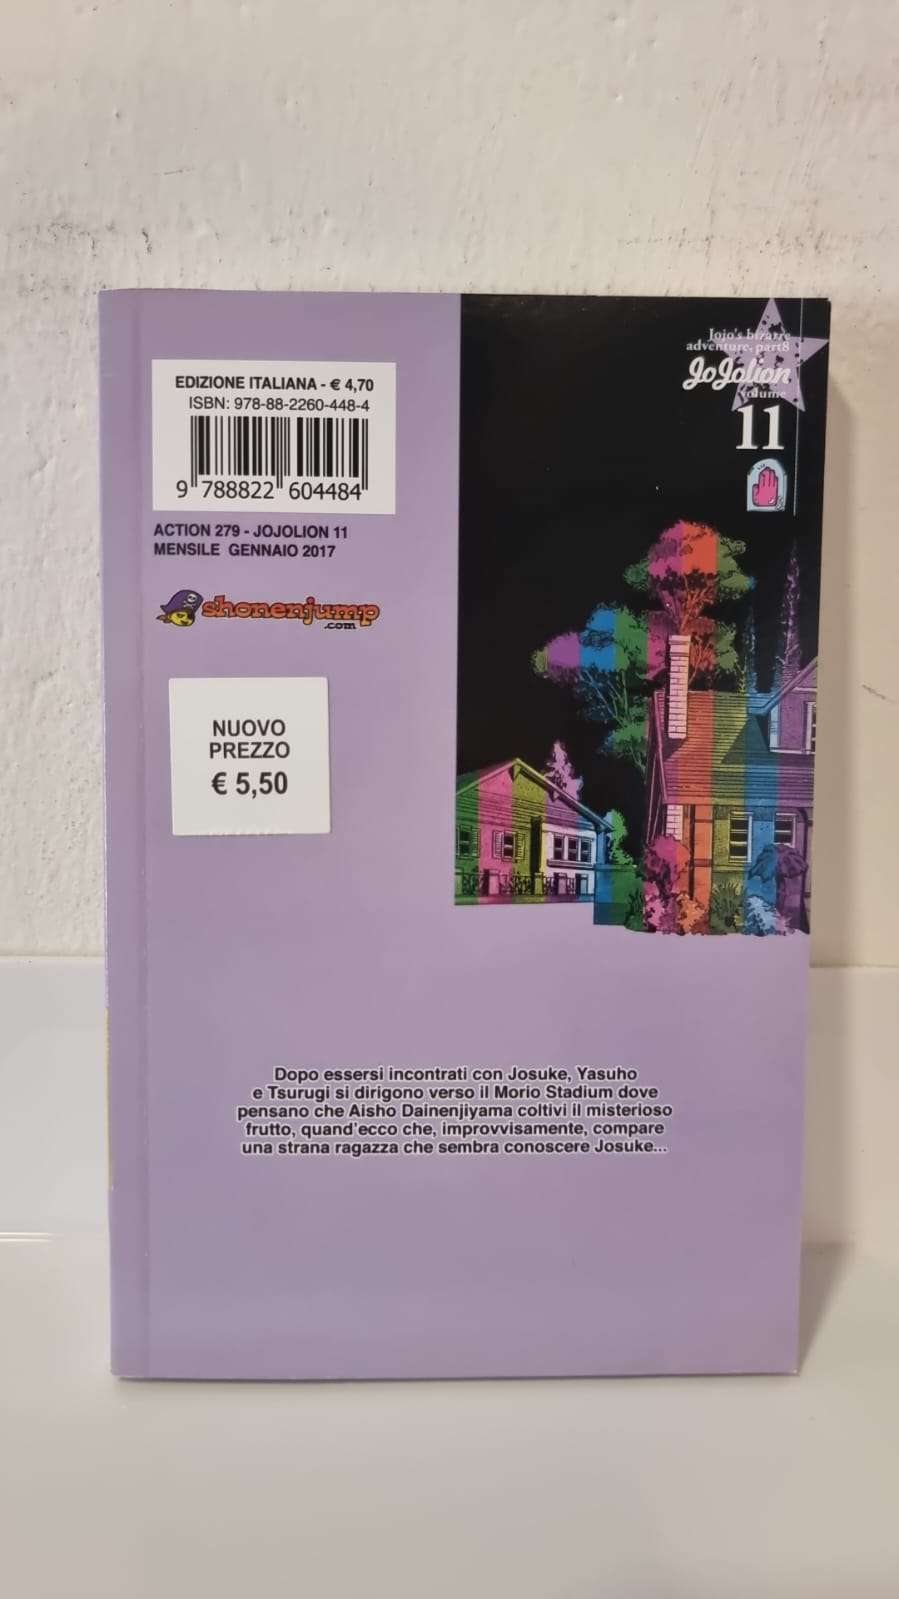 Jojo's bizarre
adventure. part8
JoJolion
volume
11
EDIZIONE ITALIANA - € 4,70
ISBN: 978-88-2260-448-4
9 788822 604484
ACTION 279 - JOJOLION 11
MENSILE GENNAIO 2017
shonenjump
.com
NUOVO
PREZZO
€ 5,50
Dopo essersi incontrati con Josuke, Yasuho
e Tsurugi si dirigono verso il Morio Stadium dove
pensano che Aisho Dainenjiyama coltivi il misterioso
frutto, quand'ecco che, improvvisamente, compare
una strana ragazza che sembra conoscere Josuke...